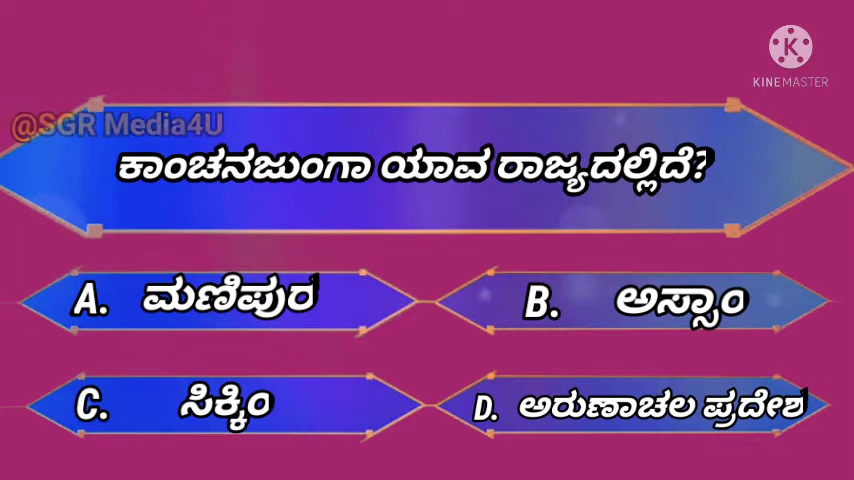 KINEMASTER
@SGR Media4U
ಕಾಂಚನಜುಂಗಾ ಯಾವ ರಾಜ್ಯದಲ್ಲಿದೆ?
A. ಮಣಿಪುರ
B. ಅಸ್ಸಾಂ
C. ಸಿಕ್ಕಿಂ
D. ಅರುಣಾಚಲ ಪ್ರದೇಶ